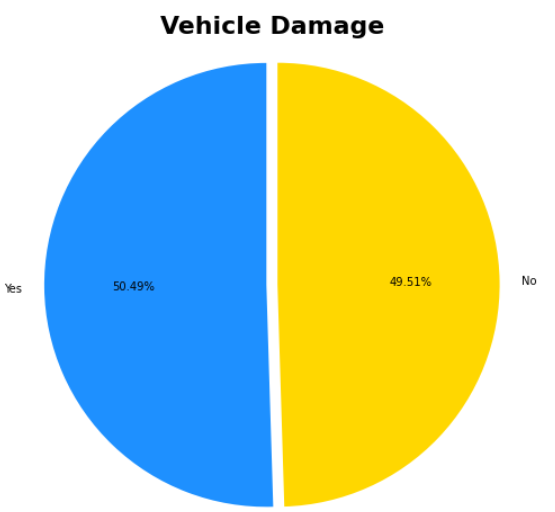 Vehicle Damage
Yes
50.49%
49.51%
No